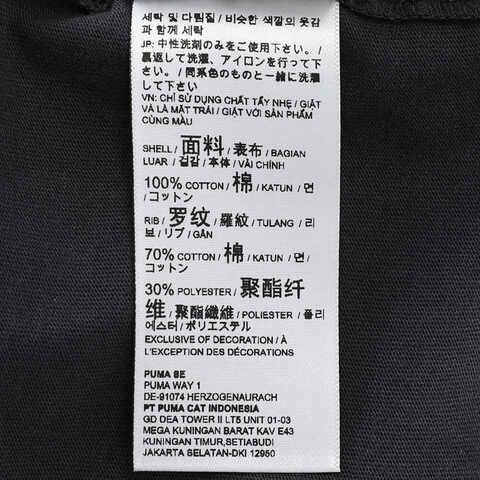 세탁 및 다림질 / 비슷한 색깔의 옷감
과 함께 세탁
JP: 中性洗剤のみをご使用下さい。/
裏返して洗濯、アイロンを行って下
さい。/ 同系色のものと一緒に洗濯
して下さい
VN: CHỈ SỬ DỤNG CHẤT TẨY NHẸ / GIẶT
VÀ LÀ MẶT TRÁI / GIẶT VỚI SẢN PHẨM
CÙNG MÀU
SHELL / 面料 / 表布 / BAGIAN
LUAR / 겉감 / 本体 / VẢI CHÍNH
100% COTTON / 棉 / KATUN / 면
/ コットン
RIB / 罗纹 / 羅紋 / TULANG / 리
브 / リブ / GÂN
70% COTTON / 棉 / KATUN / 면 /
コットン
30% POLYESTER / 聚酯纤
维 / 聚酯纖維 / POLIESTER / 폴리
에스터 / ポリエステル
EXCLUSIVE OF DECORATION / À
L'EXCEPTION DES DÉCORATIONS
PUMA SE
PUMA WAY 1
DE-91074 HERZOGENAURACH
PT PUMA CAT INDONESIA
GD DEA TOWER II LT5 UNIT 01-03
MEGA KUNINGAN BARAT KAV E43
KUNINGAN TIMUR,SETIABUDI
JAKARTA SELATAN-DKI 12950